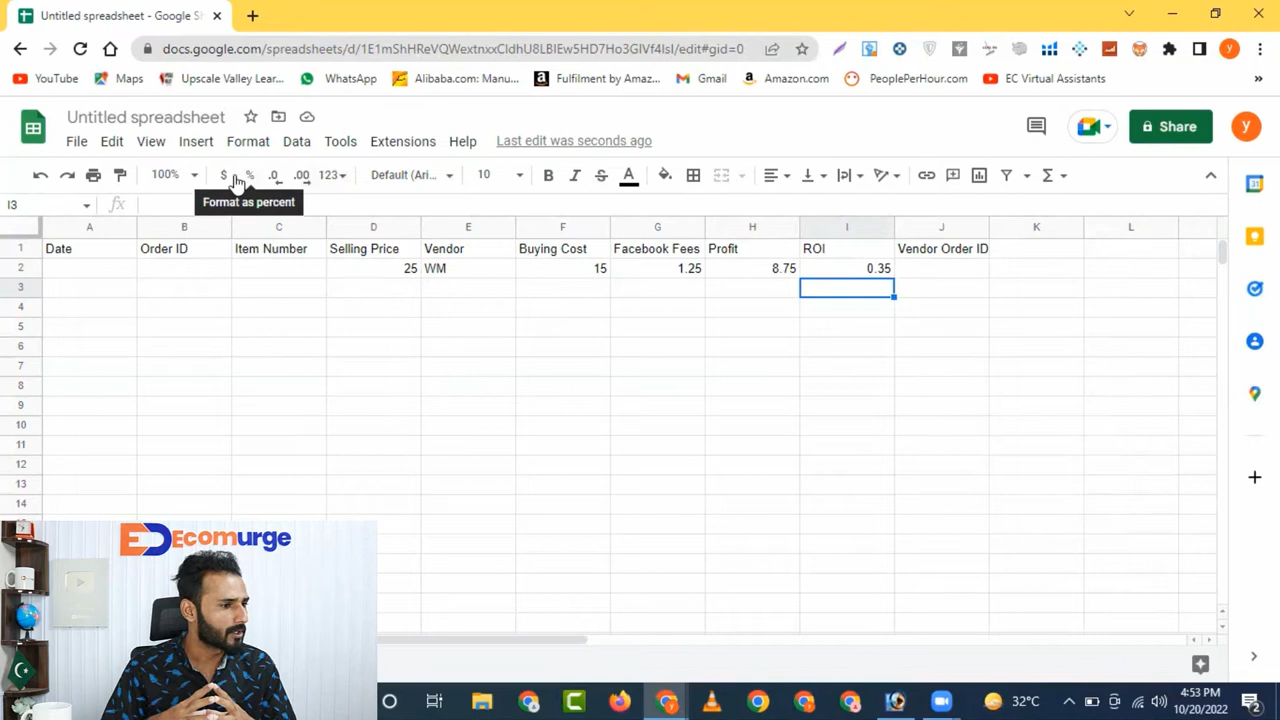 Untitled spreadsheet - Google Sh
docs.google.com/spreadsheets/d/
YouTube Maps Upscale Valley Lear... WhatsApp Alibaba.com: Manu... Fulfilment by Amaz... Gmail Amazon.com PeoplePerHour.com EC Virtual Assistants »
Untitled spreadsheet
Share
y
File Edit View Insert Format Data Tools Extensions Help Last edit was seconds ago
100% $ % .0 .00 123 Default (Ari... 10 B I S A
Format as percent
I3 fx
A B C D E F G H I J K L
1 Date Order ID Item Number Selling Price Vendor Buying Cost Facebook Fees Profit ROI Vendor Order ID
2 25 WM 15 1.25 8.75 0.35
3
4
5
6
7
8
9
10
11
12
13
14
Ecomurge
32°C
4:53 PM
10/20/2022
2